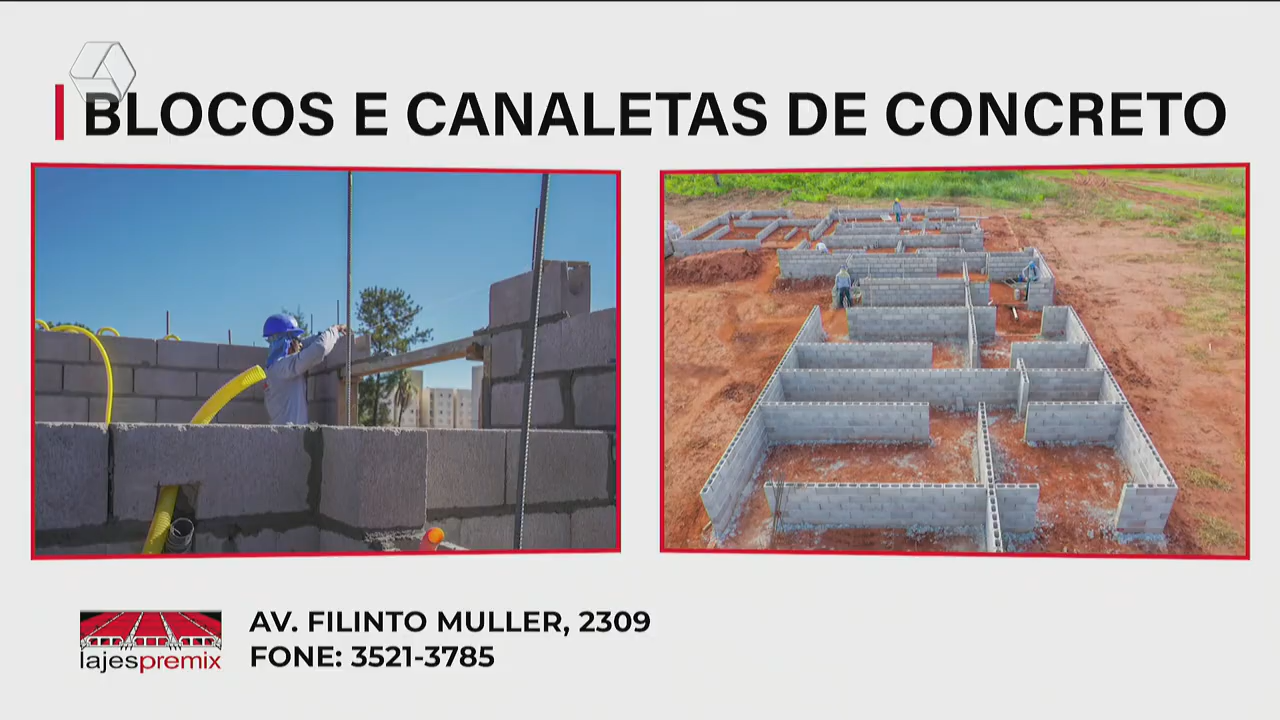 BLOCOS E CANALETAS DE CONCRETO
AV. FILINTO MULLER, 2309
FONE: 3521-3785
lajespremix